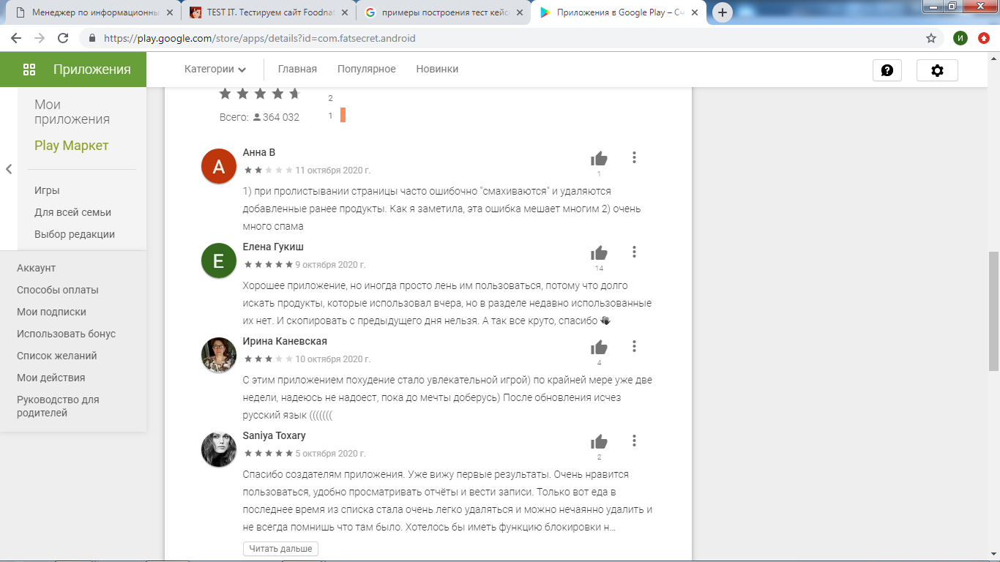 Менеджер по информационны
TEST IT. Тестируем сайт Foodnat
примеры построения тест кейс
Приложения в Google Play – Сч
https://play.google.com/store/apps/details?id=com.fatsecret.android
И
Приложения
Категории
Главная
Популярное
Новинки
Мои
приложения
Play Маркет
Игры
Для всей семьи
Выбор редакции
Аккаунт
Способы оплаты
Мои подписки
Использовать бонус
Список желаний
Мои действия
Руководство для
родителей
2
Всего: 364 032
1
А
Анна В
11 октября 2020 г.
1
1) при пролистывании страницы часто ошибочно "смахиваются" и удаляются
добавленные ранее продукты. Как я заметила, эта ошибка мешает многим 2) очень
много спама
Е
Елена Гукиш
9 октября 2020 г.
14
Хорошее приложение, но иногда просто лень им пользоваться, потому что долго
искать продукты, которые использовал вчера, но в разделе недавно использованные
их нет. И скопировать с предыдущего дня нельзя. А так все круто, спасибо 👋
Ирина Каневская
10 октября 2020 г.
4
С этим приложением похудение стало увлекательной игрой) по крайней мере уже две
недели, надеюсь не надоест, пока до мечты доберусь) После обновления исчез
русский язык (((((((
Saniya Toxary
5 октября 2020 г.
2
Спасибо создателям приложения. Уже вижу первые результаты. Очень нравится
пользоваться, удобно просматривать отчёты и вести записи. Только вот еда в
последнее время из списка стала очень легко удаляться и можно нечаянно удалить и
не всегда помнишь что там было. Хотелось бы иметь функцию блокировки н…
Читать дальше